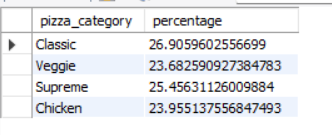 pizza_category percentage
Classic 26.9059602556699
Veggie 23.682590927384783
Supreme 25.45631126009884
Chicken 23.955137556847493